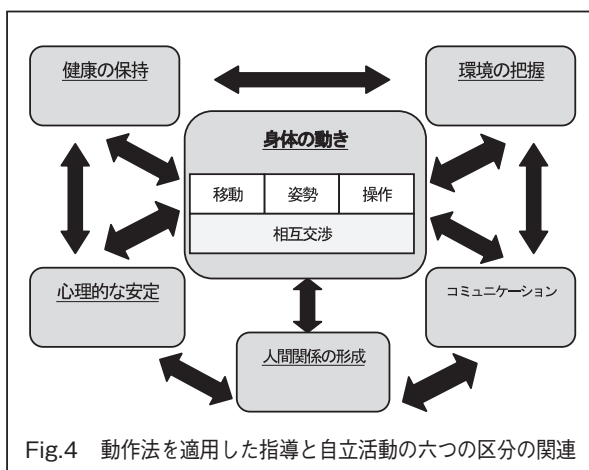 健康の保持
環境の把握
身体の動き
移動
姿勢
操作
相互交渉
心理的な安定
コミュニケーション
人間関係の形成
Fig.4 動作法を適用した指導と自立活動の六つの区分の関連